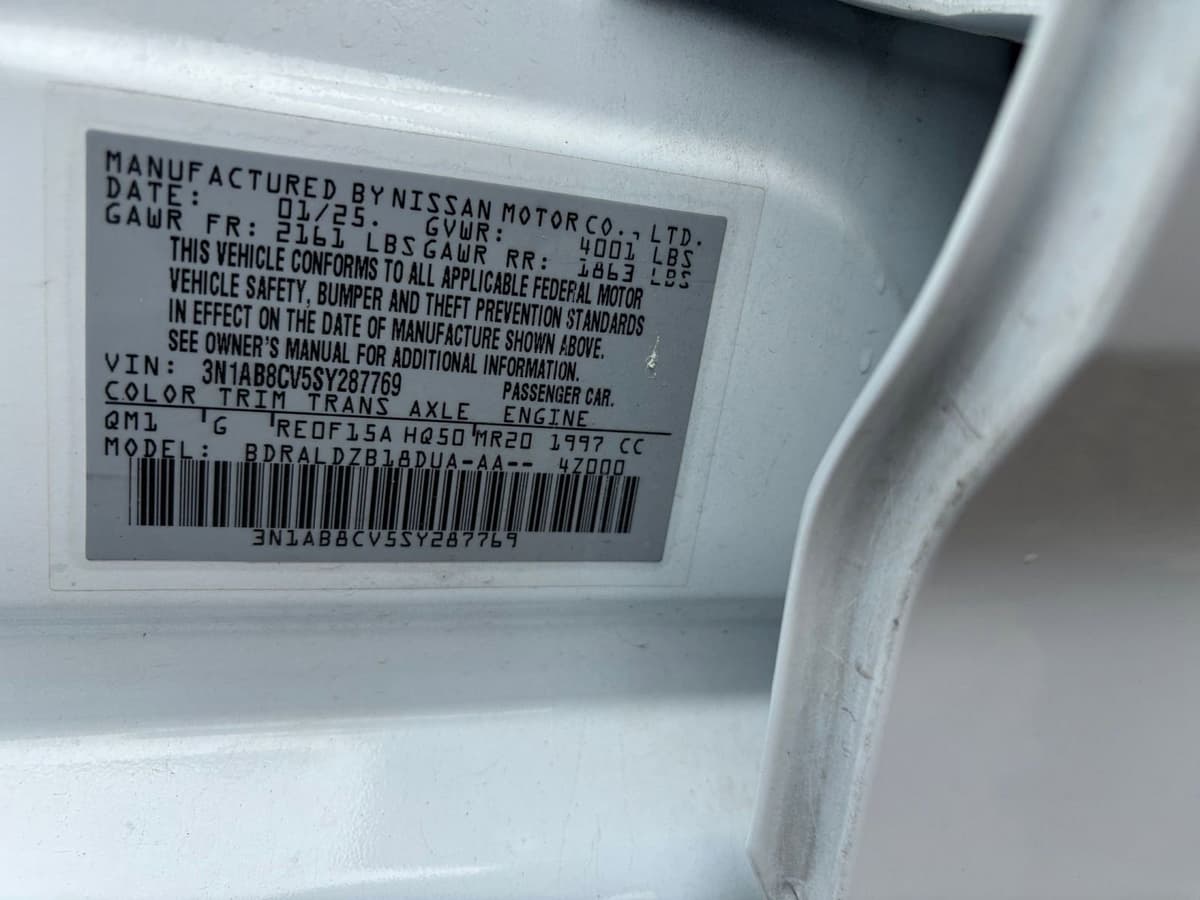 MANUFACTURED BY NISSAN MOTOR CO., LTD.
DATE: 01/25. GVWR: 4001 LBS
GAWR FR: 2161 LBS GAWR RR: 1863 LBS
THIS VEHICLE CONFORMS TO ALL APPLICABLE FEDERAL MOTOR
VEHICLE SAFETY, BUMPER AND THEFT PREVENTION STANDARDS
IN EFFECT ON THE DATE OF MANUFACTURE SHOWN ABOVE.
SEE OWNER'S MANUAL FOR ADDITIONAL INFORMATION.
VIN: 3N1AB8CV5SY287769 PASSENGER CAR.
COLOR TRIM TRANS AXLE ENGINE
QM1 G RE0F15A HQ50 MR20 1997 CC
MODEL: BDRALDZB18DUA-AA-- 4Z000
3N1AB8CV5SY287769